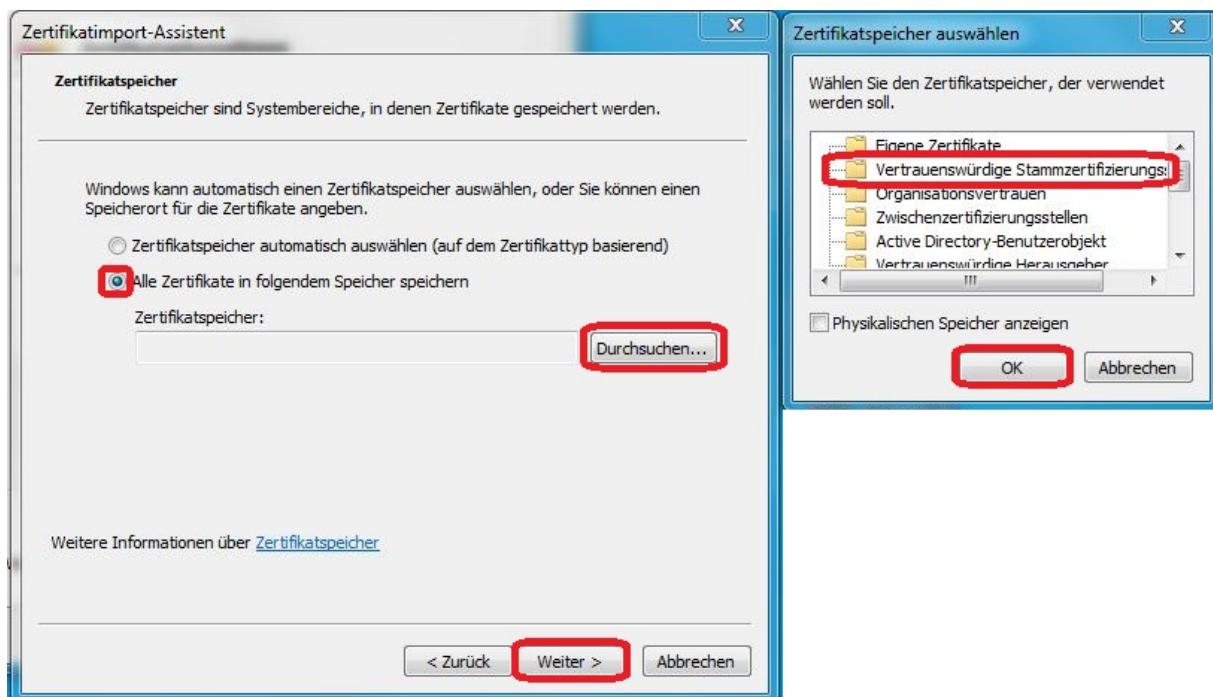 Zertifikatimport-Assistent
Zertifikatspeicher
Zertifikatspeicher sind Systembereiche, in denen Zertifikate gespeichert werden.
Windows kann automatisch einen Zertifikatspeicher auswählen, oder Sie können einen
Speicherort für die Zertifikate angeben.
Zertifikatspeicher automatisch auswählen (auf dem Zertifikattyp basierend)
Alle Zertifikate in folgendem Speicher speichern
Zertifikatspeicher:
Durchsuchen...
Weitere Informationen über Zertifikatspeicher
< Zurück
Weiter >
Abbrechen
Zertifikatspeicher auswählen
Wählen Sie den Zertifikatspeicher, der verwendet
werden soll.
Eigene Zertifikate
Vertrauenswürdige Stammzertifizierungs
Organisationsvertrauen
Zwischenzertifizierungsstellen
Active Directory-Benutzerobjekt
Vertrauenswürdige Herausgeber
Physikalischen Speicher anzeigen
OK
Abbrechen